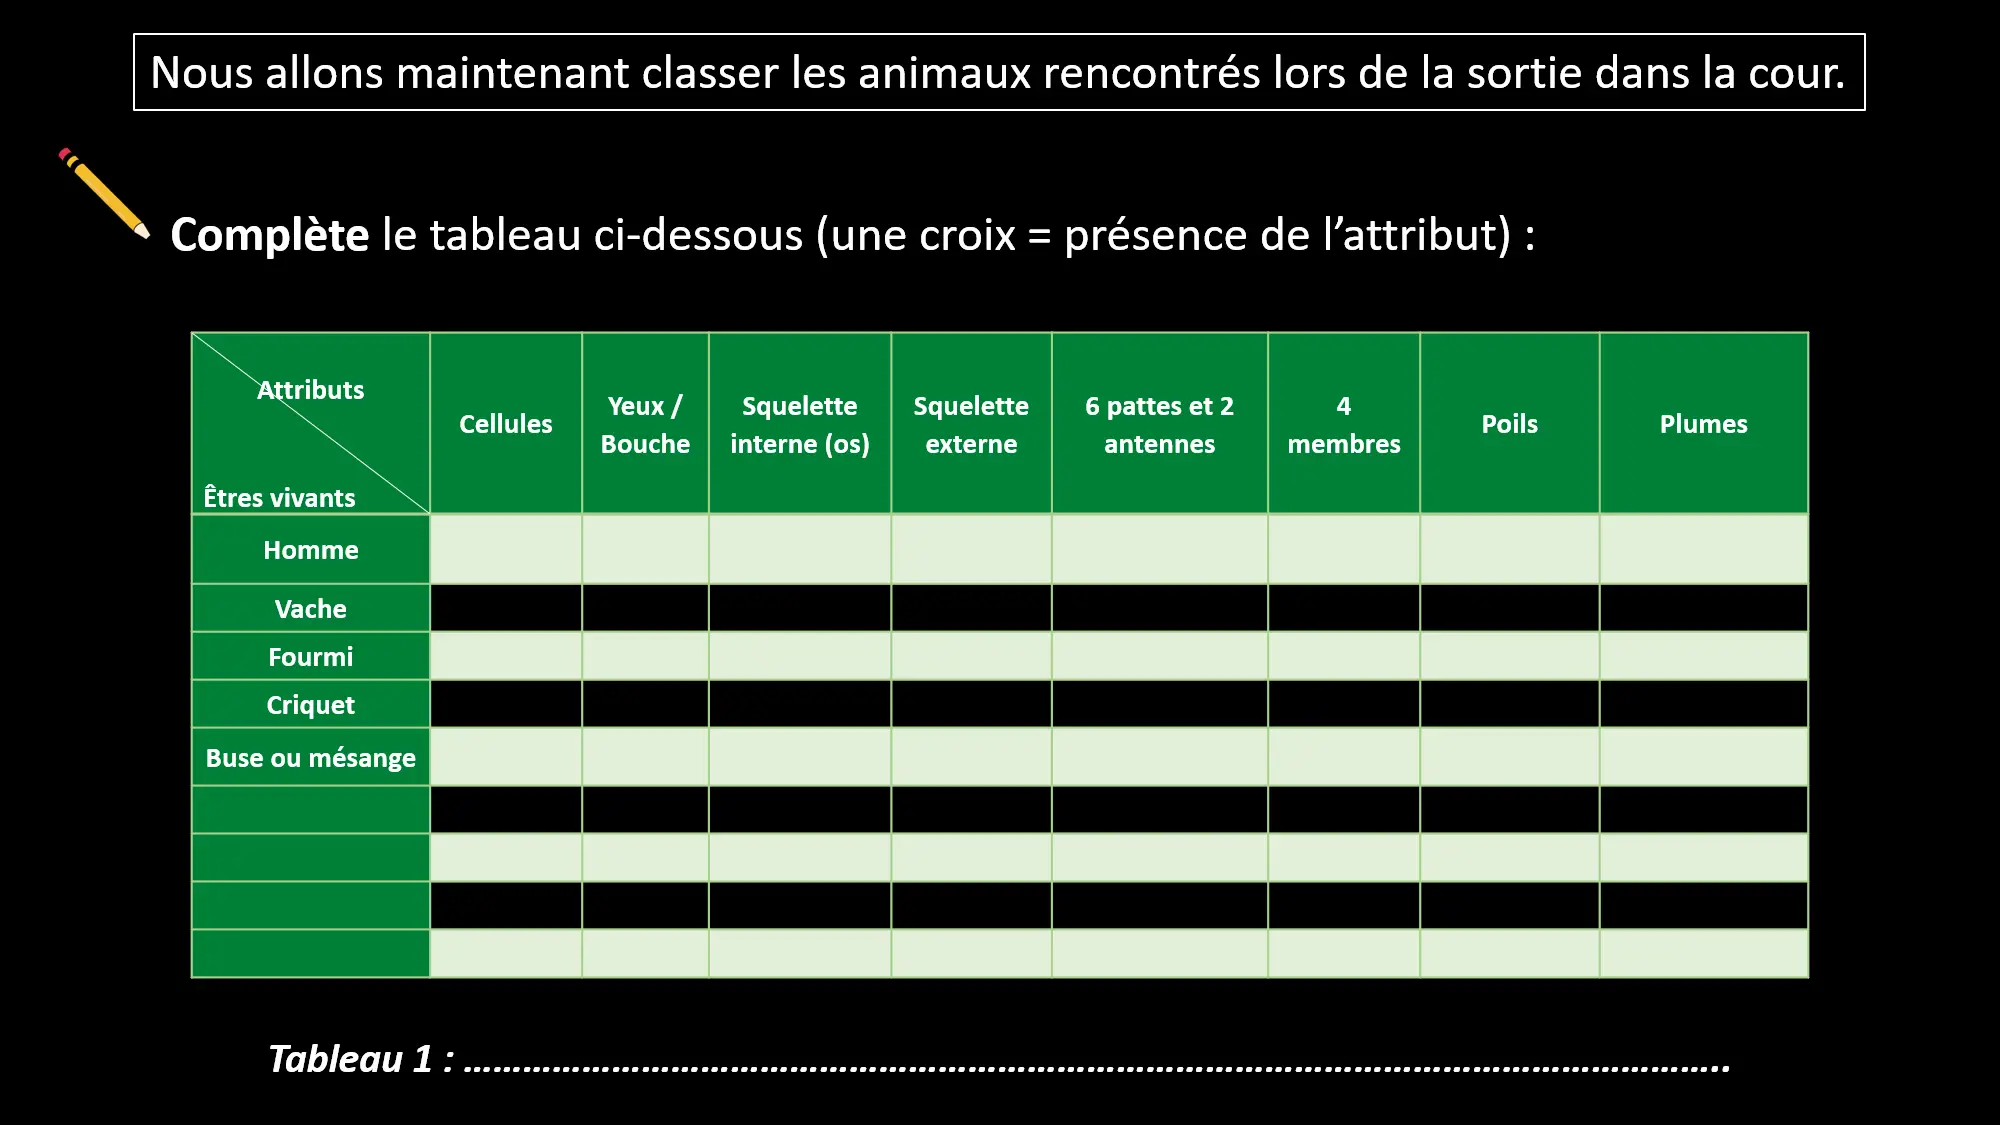 Nous allons maintenant classer les animaux rencontrés lors de la sortie dans la cour.
Complète le tableau ci-dessous (une croix = présence de l’attribut) :
Attributs
Êtres vivants
Cellules
Yeux /
Bouche
Squelette
interne (os)
Squelette
externe
6 pattes et 2
antennes
4
membres
Poils
Plumes
Homme
Vache
Fourmi
Criquet
Buse ou mésange
Tableau 1 : ……………………………………………………………………………………………………………………..